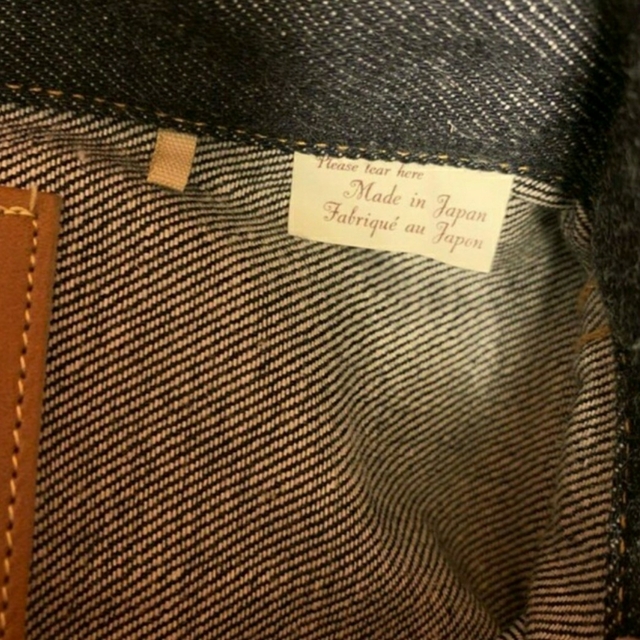 Please tear here
Made in Japan
Fabriqué au Japon